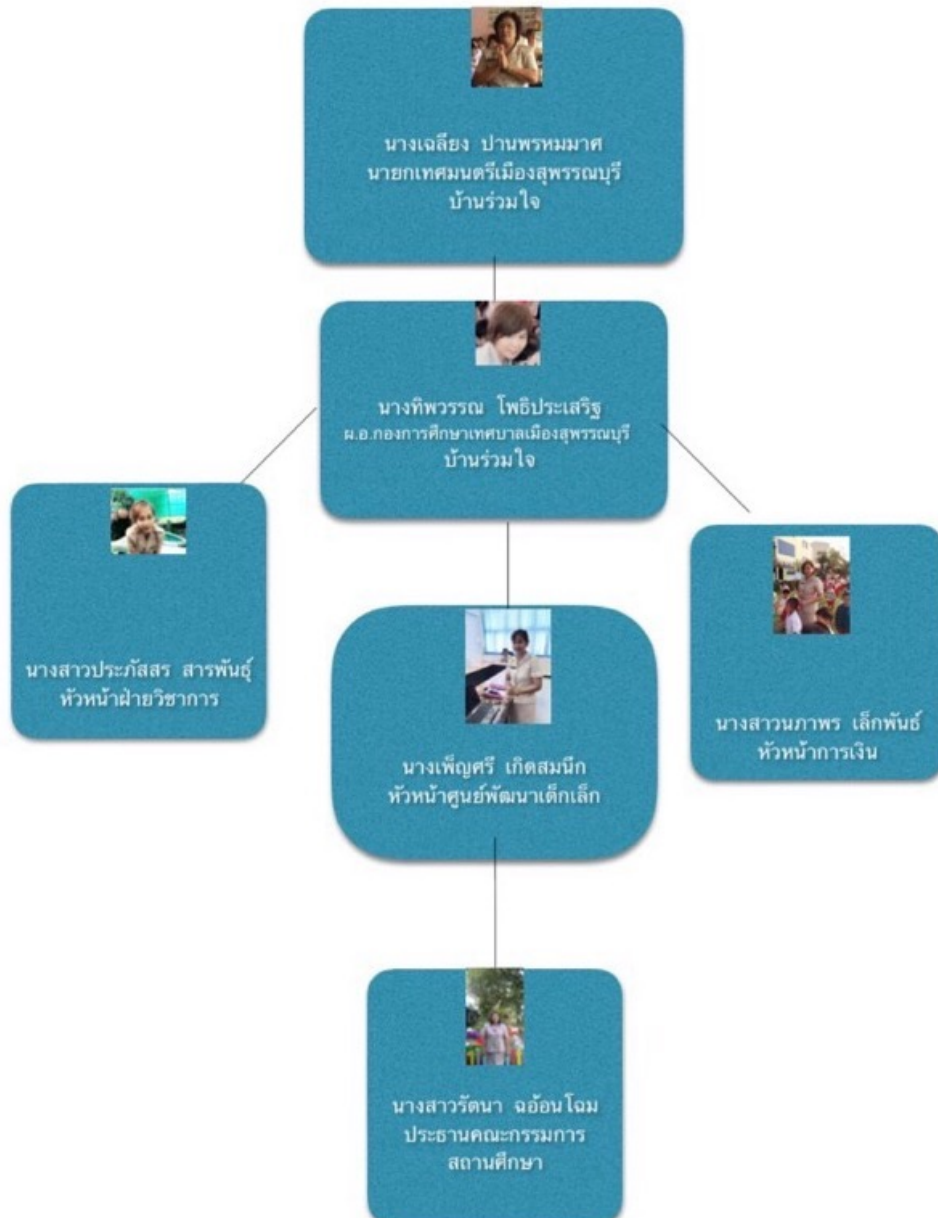 นางเฉลียง ปานพรหมมาศ
นายกเทศมนตรีเมืองสุพรรณบุรี
บ้านร่วมใจ
นางทิพวรรณ โพธิประเสริฐ
ผ.อ.กองการศึกษาเทศบาลเมืองสุพรรณบุรี
บ้านร่วมใจ
นางสาวประภัสสร สารพันธุ์
หัวหน้าฝ่ายวิชาการ
นางเพ็ญศรี เกิดสมนึก
หัวหน้าศูนย์พัฒนาเด็กเล็ก
นางสาวนภาพร เล็กพันธ์
หัวหน้าการเงิน
นางสาวรัตนา ฉอ้อนโฉม
ประธานคณะกรรมการ
สถานศึกษา